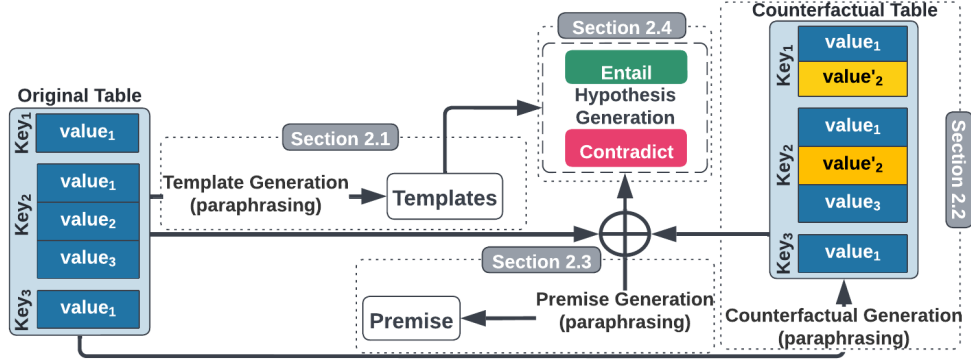 Original Table
Key₁
value₁
Key₂
value₁
value₂
value₃
Key₃
value₁
Section 2.1
Template Generation
(paraphrasing)
Templates
Section 2.4
Entail
Hypothesis
Generation
Contradict
Section 2.3
Premise
Premise Generation
(paraphrasing)
Counterfactual Table
Key₁
value₁
value'₂
Key₂
value₁
value'₂
value₃
Key₃
value₁
Section 2.2
Counterfactual Generation
(paraphrasing)